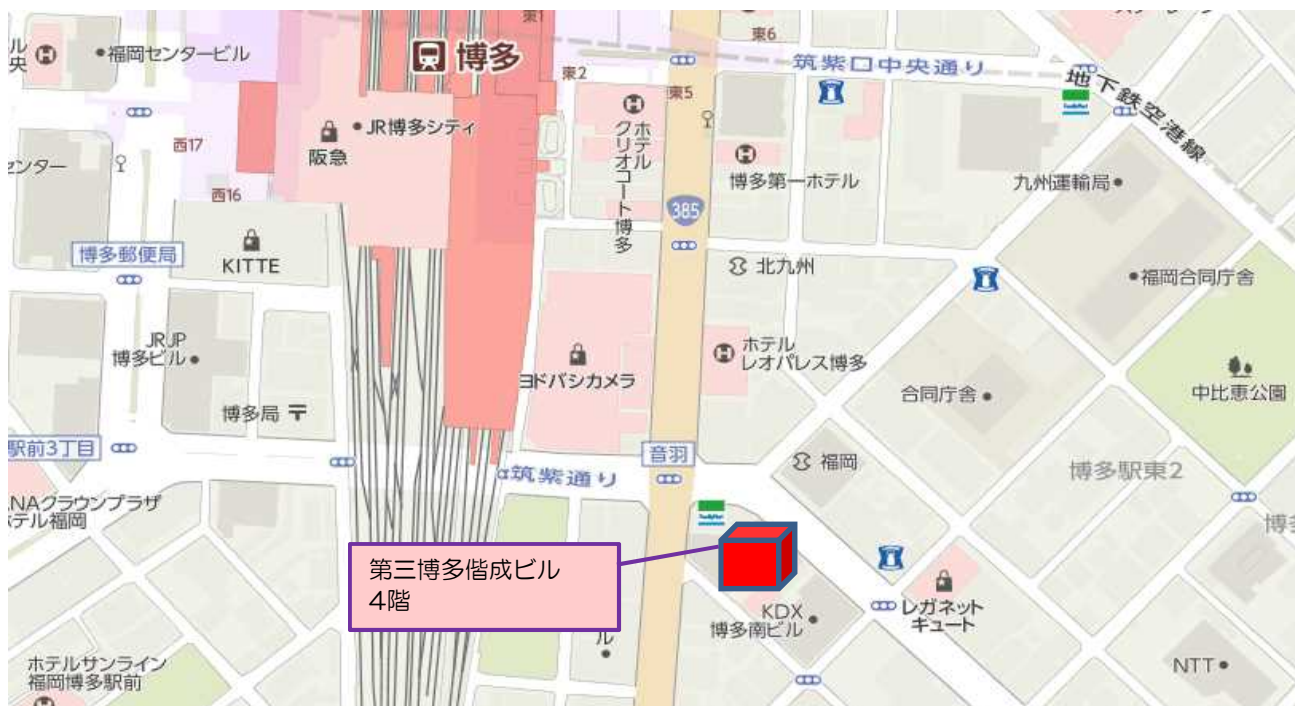 東1
東6
ル
央
福岡センタービル
博多
東2
筑紫口中央通り
地下鉄空港線
東5
ホテル
クリオコート博多
JR博多シティ
阪急
西17
センター
西16
博多第一ホテル
九州運輸局
385
博多郵便局
KITTE
北九州
福岡合同庁舎
JRJP
博多ビル
ホテル
レオパレス博多
ヨドバシカメラ
合同庁舎
中比恵公園
博多局
駅前3丁目
音羽
筑紫通り
福岡
博多駅東2
NAクラウンプラザ
ホテル福岡
FamilyMart
第三博多偕成ビル
4階
KDX
博多南ビル
レガネット
キュート
ル
ホテルサンライン
福岡博多駅前
NTT